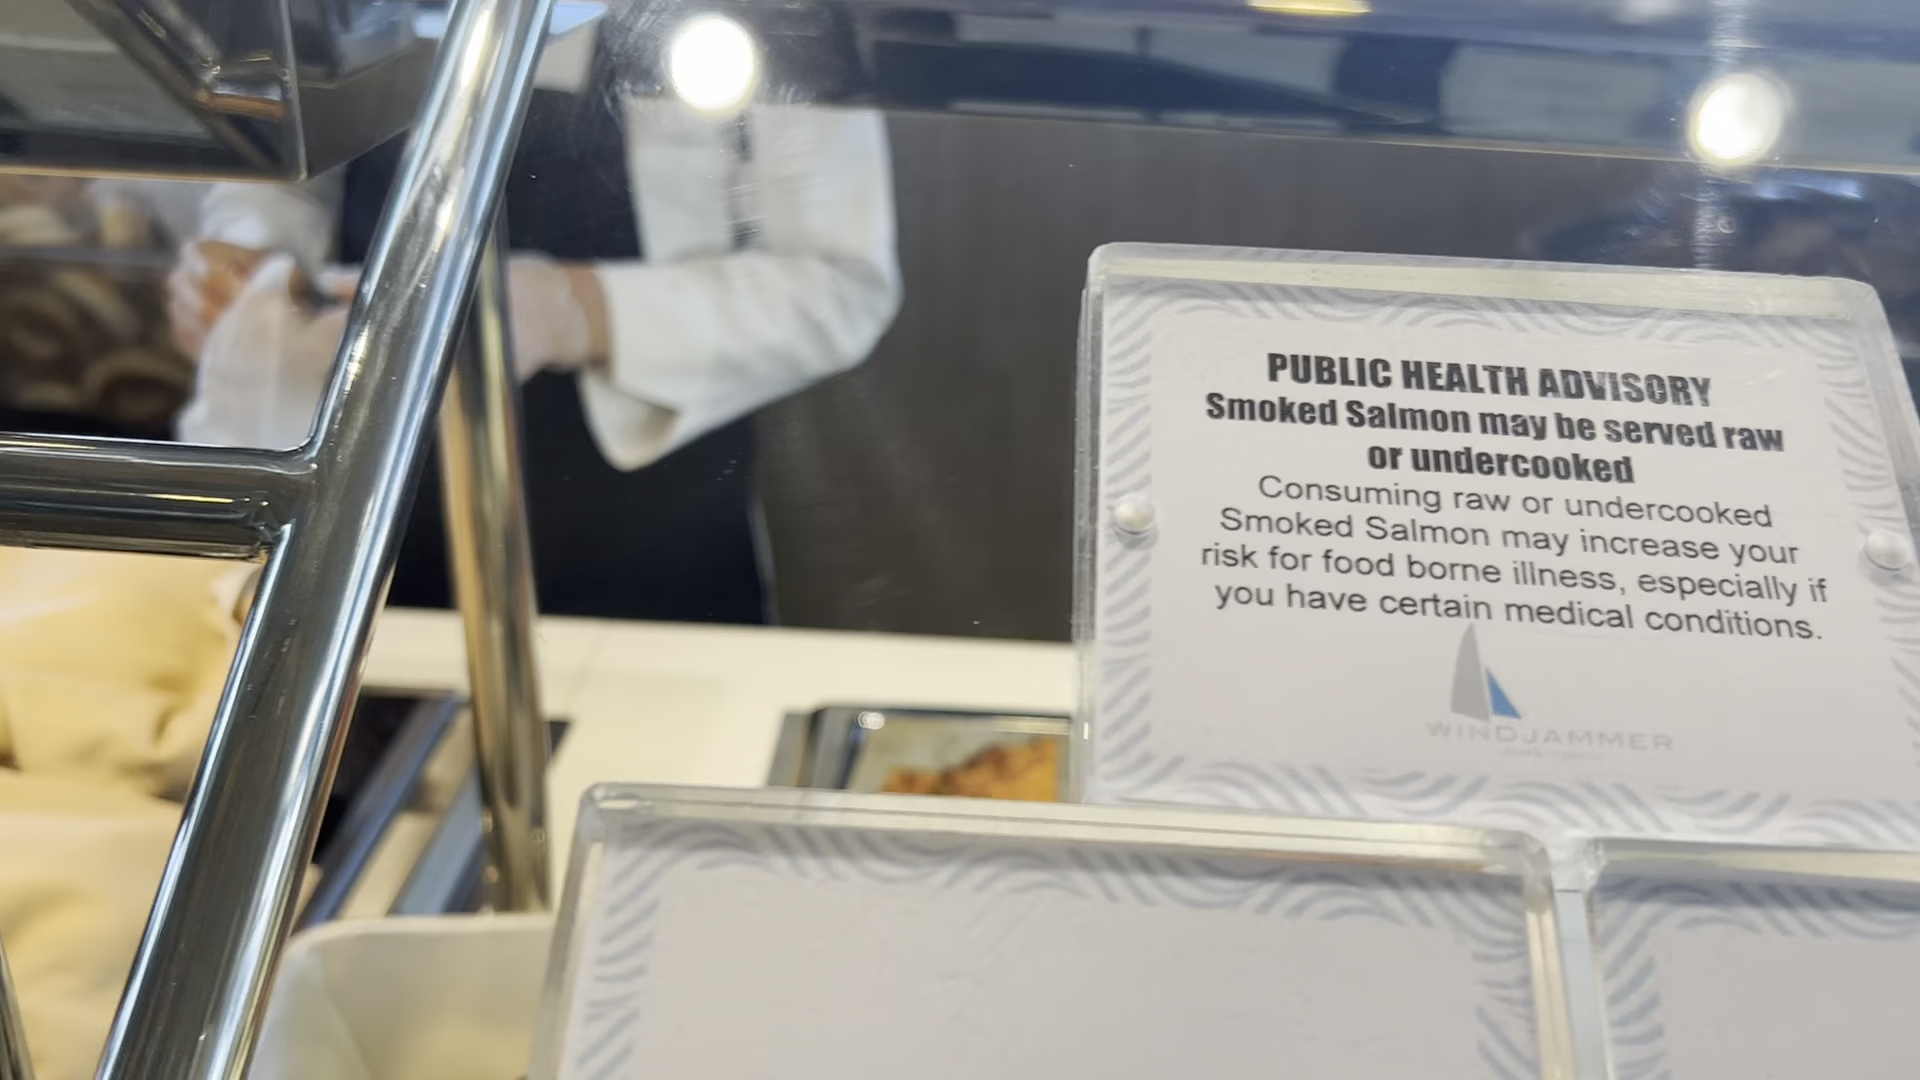 PUBLIC HEALTH ADVISORY
Smoked Salmon may be served raw
or undercooked
Consuming raw or undercooked
Smoked Salmon may increase your
risk for food borne illness, especially if
you have certain medical conditions.
WINDJAMMER